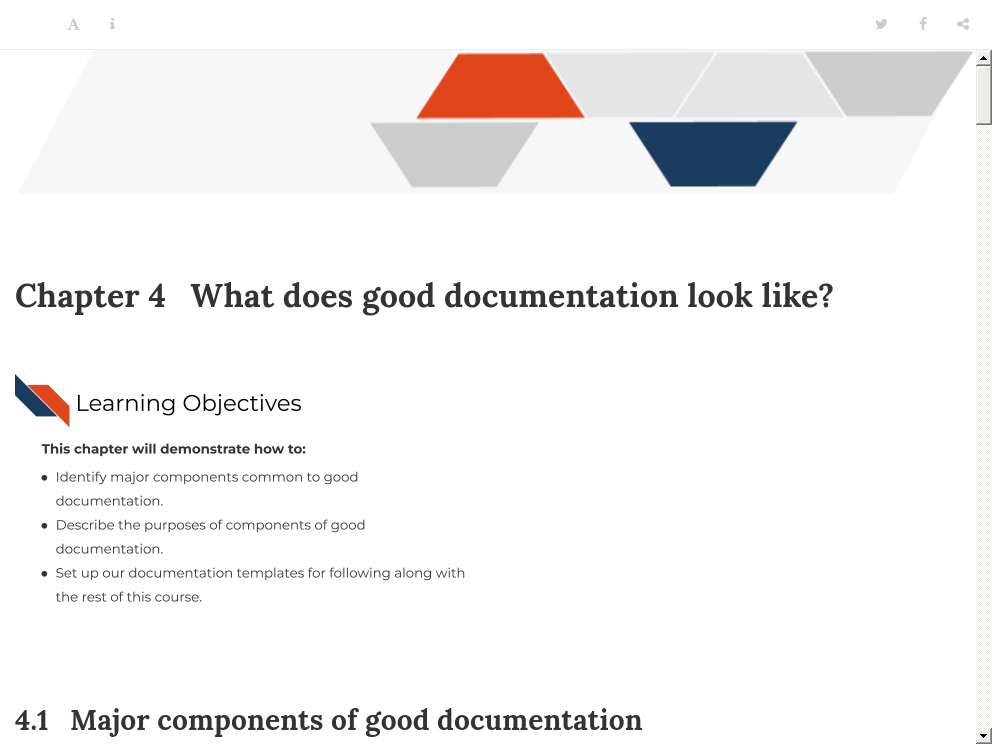 Chapter 4 What does good documentation look like?
Learning Objectives
This chapter will demonstrate how to:
Identify major components common to good
documentation.
Describe the purposes of components of good
documentation.
Set up our documentation templates for following along with
the rest of this course.
4.1 Major components of good documentation